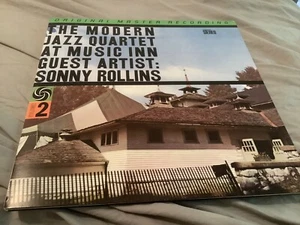 ORIGINAL MASTER RECORDING
THE MODERN
JAZZ QUARTET
AT MUSIC INN
GUEST ARTIST:
SONNY ROLLINS
2